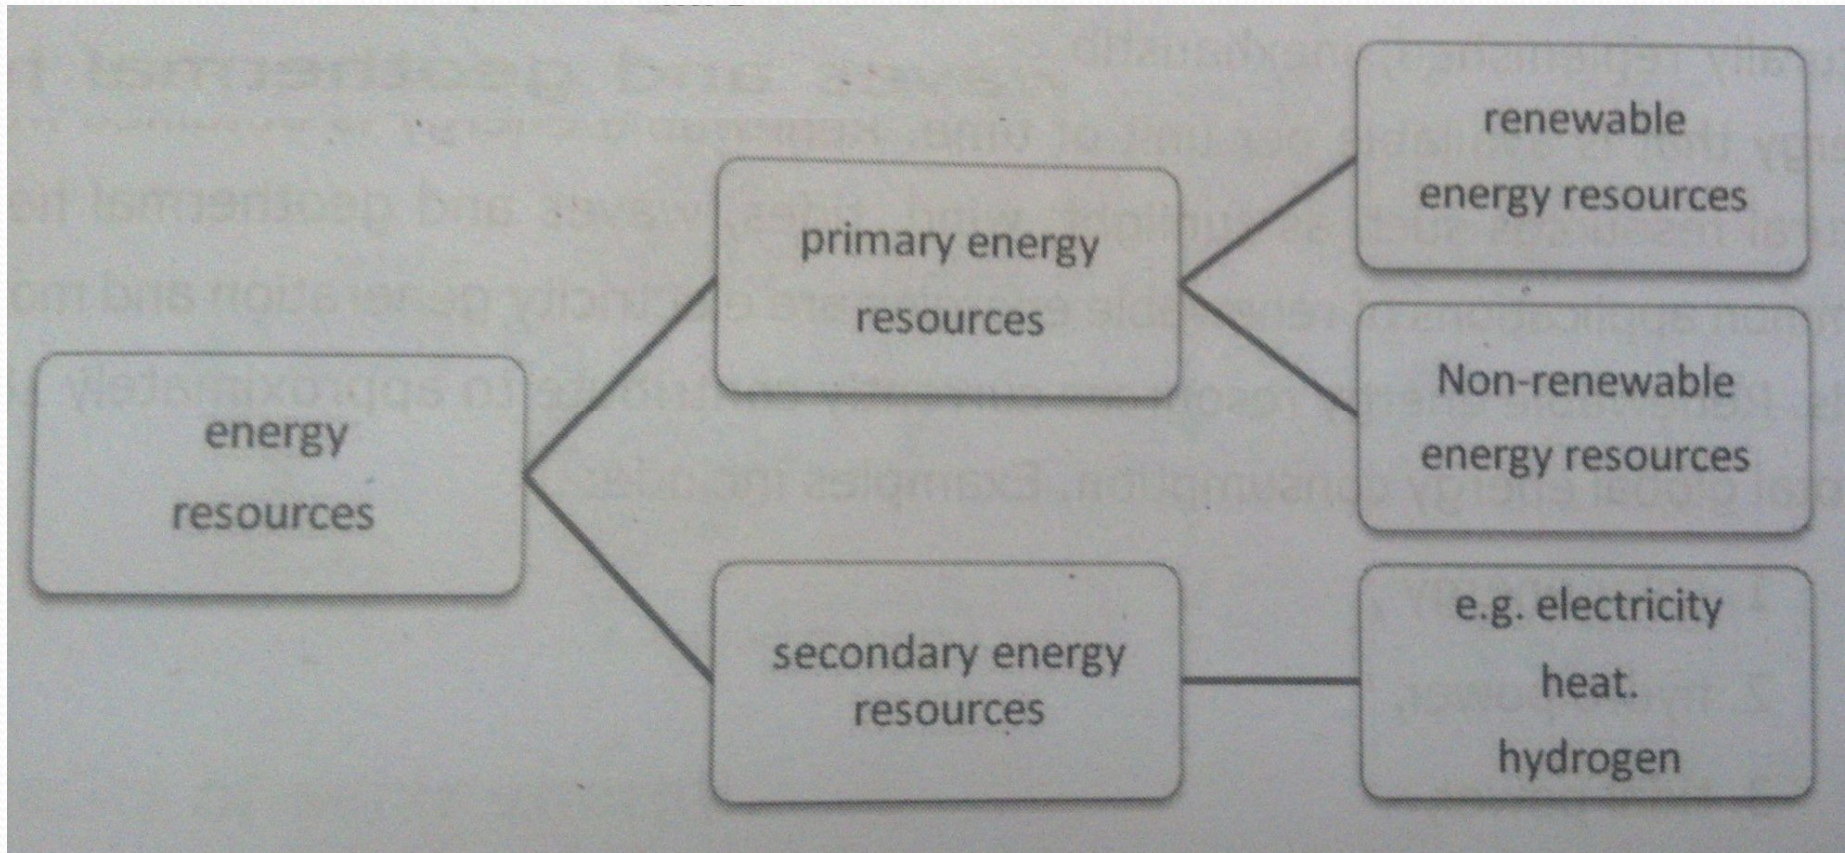 energy
resources
primary energy
resources
secondary energy
resources
renewable
energy resources
Non-renewable
energy resources
e.g. electricity
heat.
hydrogen